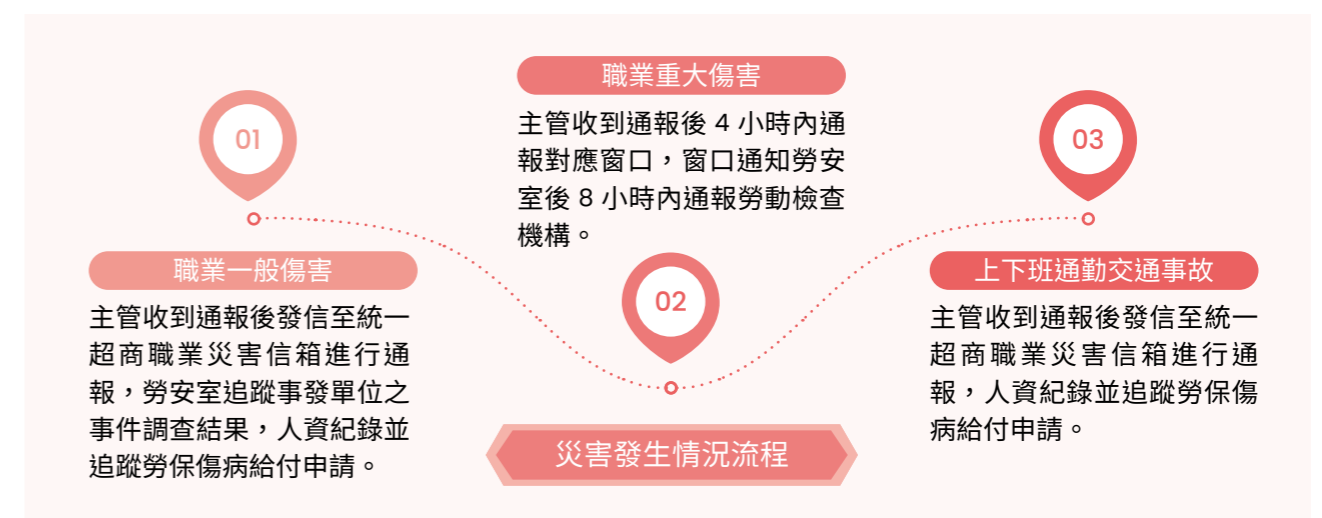 01
職業一般傷害
主管收到通報後發信至統一
超商職業災害信箱進行通
報，勞安室追蹤事發單位之
事件調查結果，人資紀錄並
追蹤勞保傷病給付申請。
職業重大傷害
主管收到通報後 4 小時內通
報對應窗口，窗口通知勞安
室後 8 小時內通報勞動檢查
機構。
02
03
上下班通勤交通事故
主管收到通報後發信至統一
超商職業災害信箱進行通
報，人資紀錄並追蹤勞保傷
病給付申請。
災害發生情況流程